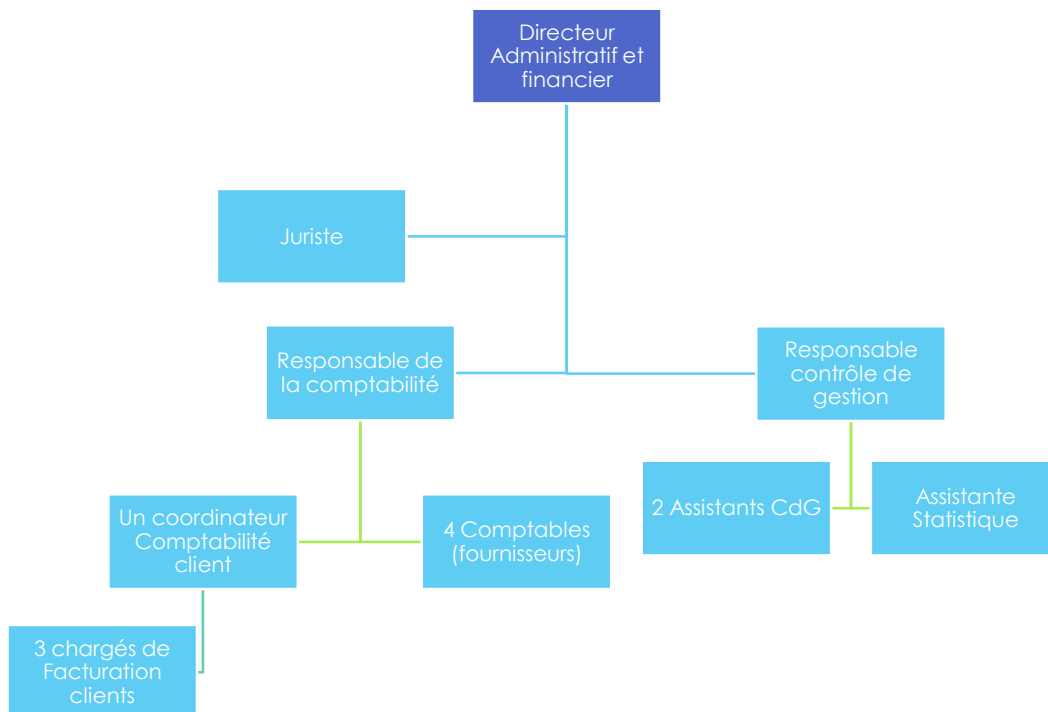 Directeur
Administratif et
financier
Juriste
Responsable de
la comptabilité
Responsable
contrôle de
gestion
Un coordinateur
Comptabilité
client
4 Comptables
(fournisseurs)
2 Assistants CdG
Assistante
Statistique
3 chargés de
Facturation
clients